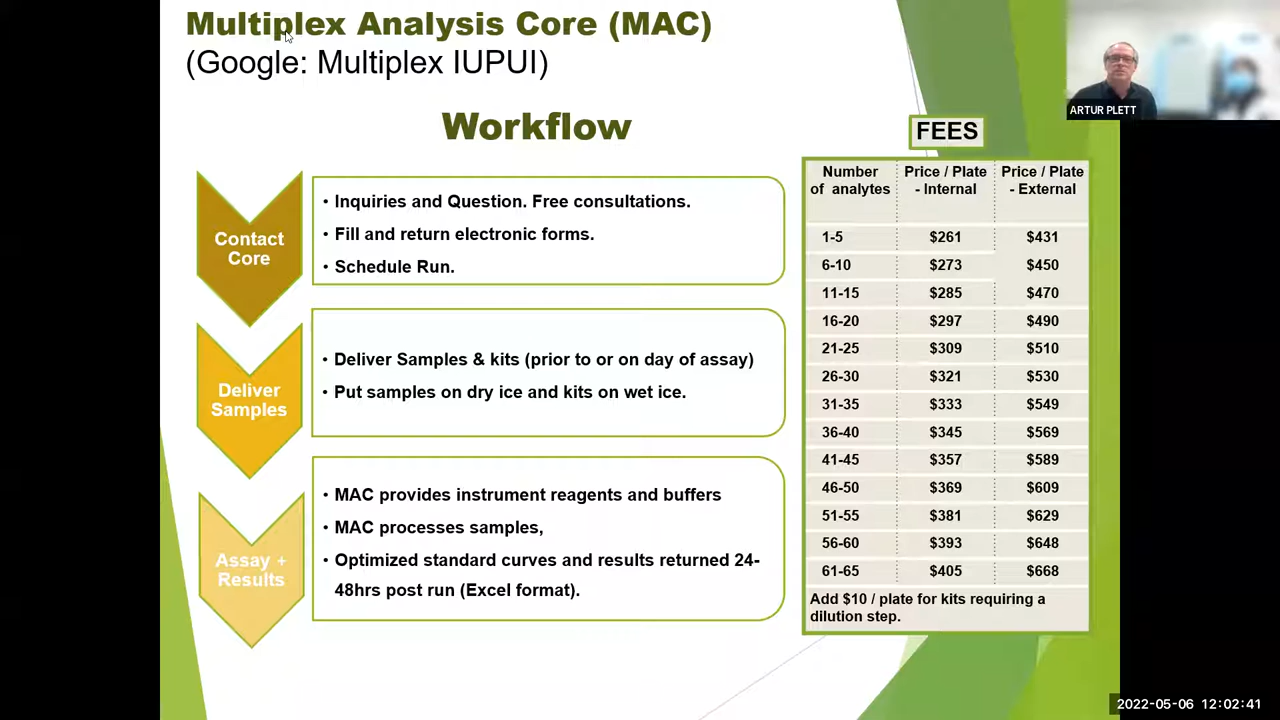 Multiplex Analysis Core (MAC)
(Google: Multiplex IUPUI)
ARTUR PLETT
Workflow
Contact
Core
• Inquiries and Question. Free consultations.
• Fill and return electronic forms.
• Schedule Run.
Deliver
Samples
• Deliver Samples & kits (prior to or on day of assay)
• Put samples on dry ice and kits on wet ice.
Assay +
Results
• MAC provides instrument reagents and buffers
• MAC processes samples,
• Optimized standard curves and results returned 24-
48hrs post run (Excel format).
FEES
Number of analytes Price / Plate - Internal Price / Plate - External
1-5 $261 $431
6-10 $273 $450
11-15 $285 $470
16-20 $297 $490
21-25 $309 $510
26-30 $321 $530
31-35 $333 $549
36-40 $345 $569
41-45 $357 $589
46-50 $369 $609
51-55 $381 $629
56-60 $393 $648
61-65 $405 $668
Add $10 / plate for kits requiring a
dilution step.
2022-05-06 12:02:41